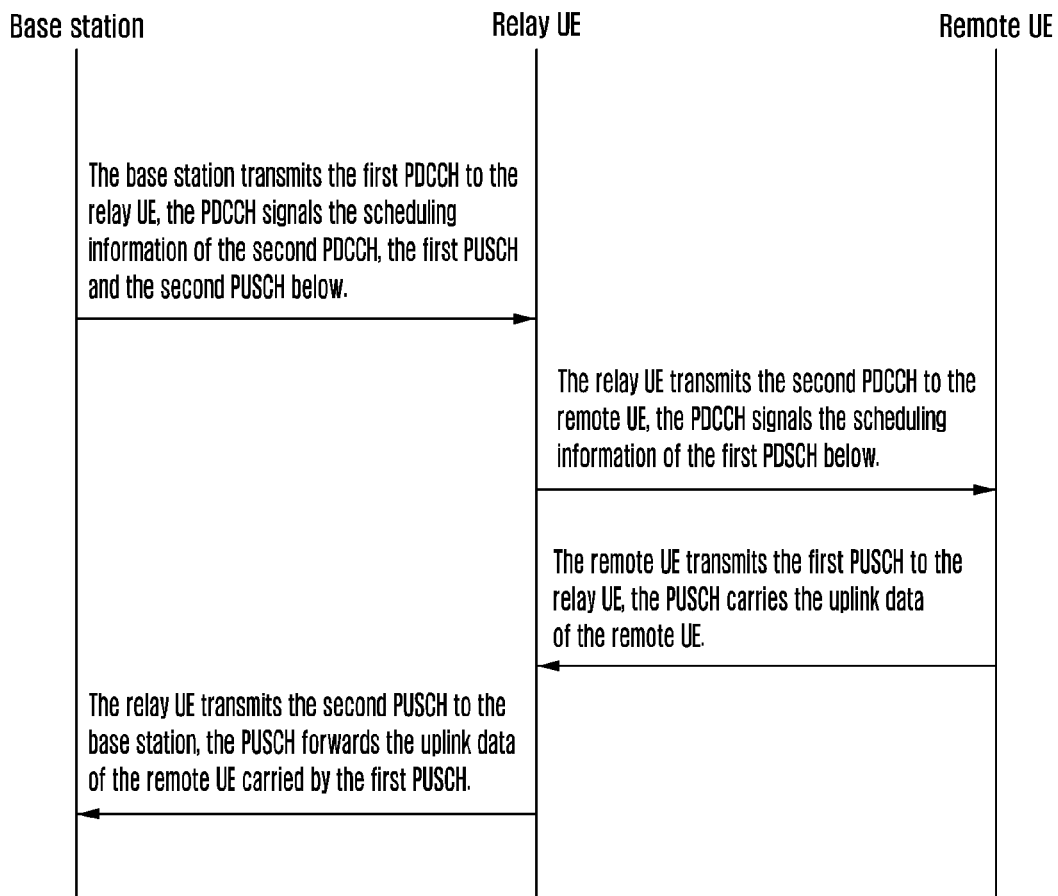 Base station
Relay UE
Remote UE
The base station transmits the first PDCCH to the
relay UE, the PDCCH signals the scheduling
information of the second PDCCH, the first PUSCH
and the second PUSCH below.
The relay UE transmits the second PDCCH to the
remote UE, the PDCCH signals the scheduling
information of the first PDSCH below.
The remote UE transmits the first PUSCH to the
relay UE, the PUSCH carries the uplink data
of the remote UE.
The relay UE transmits the second PUSCH to the
base station, the PUSCH forwards the uplink data
of the remote UE carried by the first PUSCH.